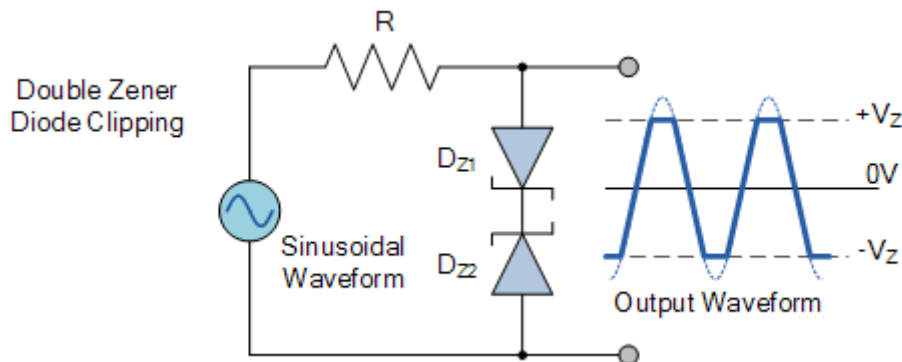 R
Double Zener
Diode Clipping
DZ1
DZ2
Sinusoidal
Waveform
+VZ
0V
-VZ
Output Waveform